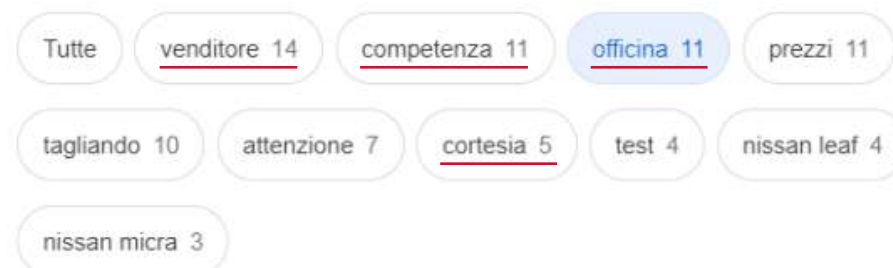 Tutte venditore 14 competenza 11 officina 11 prezzi 11
tagliando 10 attenzione 7 cortesia 5 test 4 nissan leaf 4
nissan micra 3